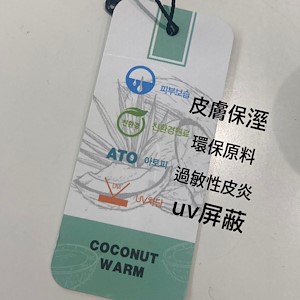 피부보습
皮膚保溼
친환경
친환경원료
環保原料
ATO 아토피
過敏性皮炎
UV
UV차단
uv屏蔽
COCONUT
WARM